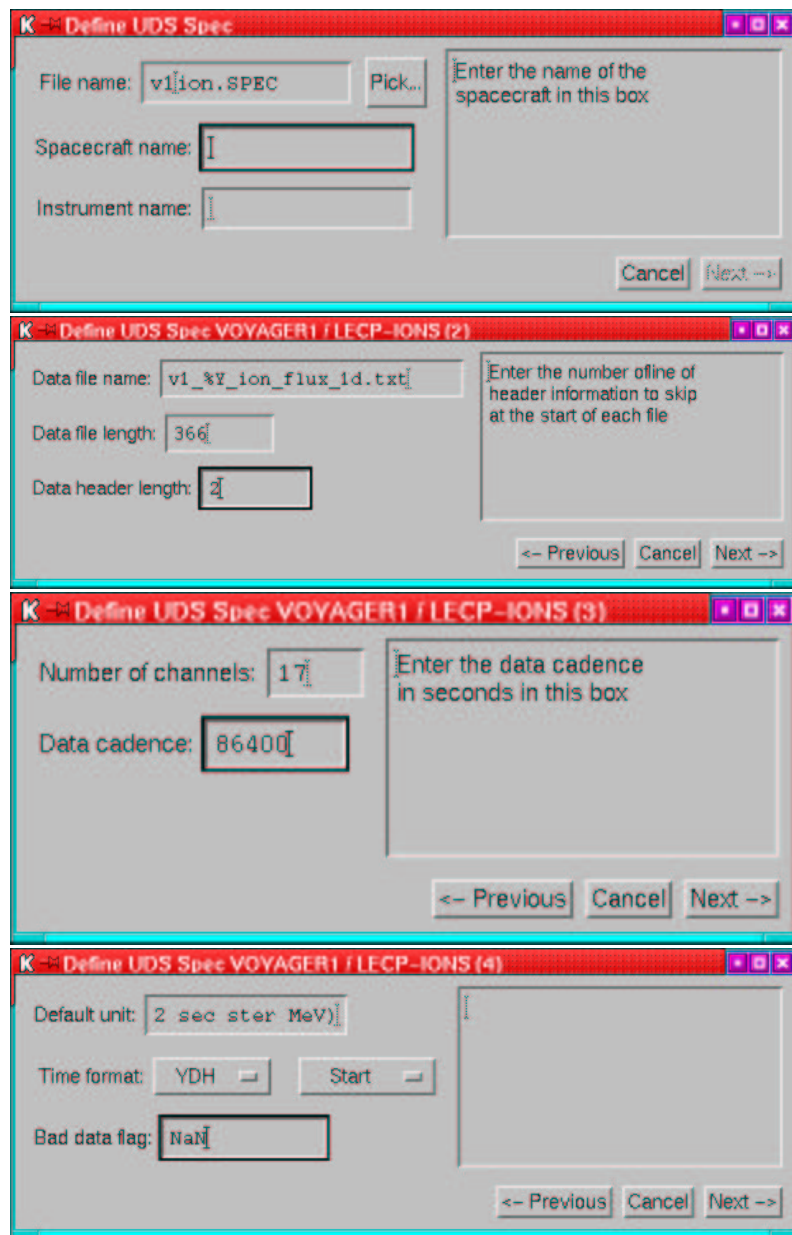 K Define UDS Spec
File name: v1ion.SPEC Pick...
Enter the name of the
spacecraft in this box
Spacecraft name:
Instrument name:
Cancel Next -->
K Define UDS Spec VOYAGER1 / LECP-IONS (2)
Data file name: v1_%Y_ion_flux_1d.txt
Enter the number ofline of
header information to skip
at the start of each file
Data file length: 366
Data header length: 2
<- Previous Cancel Next ->
K Define UDS Spec VOYAGER1 / LECP-IONS (3)
Number of channels: 17
Enter the data cadence
in seconds in this box
Data cadence: 86400
<- Previous Cancel Next ->
K Define UDS Spec VOYAGER1 / LECP-IONS (4)
Default unit: 2 sec ster MeV)
Time format: YDH Start
Bad data flag: NaN
<- Previous Cancel Next ->